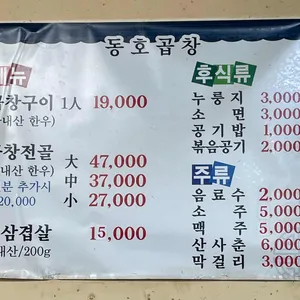 동호곱창
메뉴
곱창구이 1人 19,000
내산 한우)
곱창전골 大 47,000
내산 한우) 中 37,000
분 추가시 小 27,000
20,000
삼겹살 15,000
내산/200g
후식류
누룽지 3,000
소면 3,000
공기밥 1,000
볶음공기 2,000
주류
음료수 2,000
소주 5,000
맥주 5,000
산사춘 6,000
막걸리 3,000